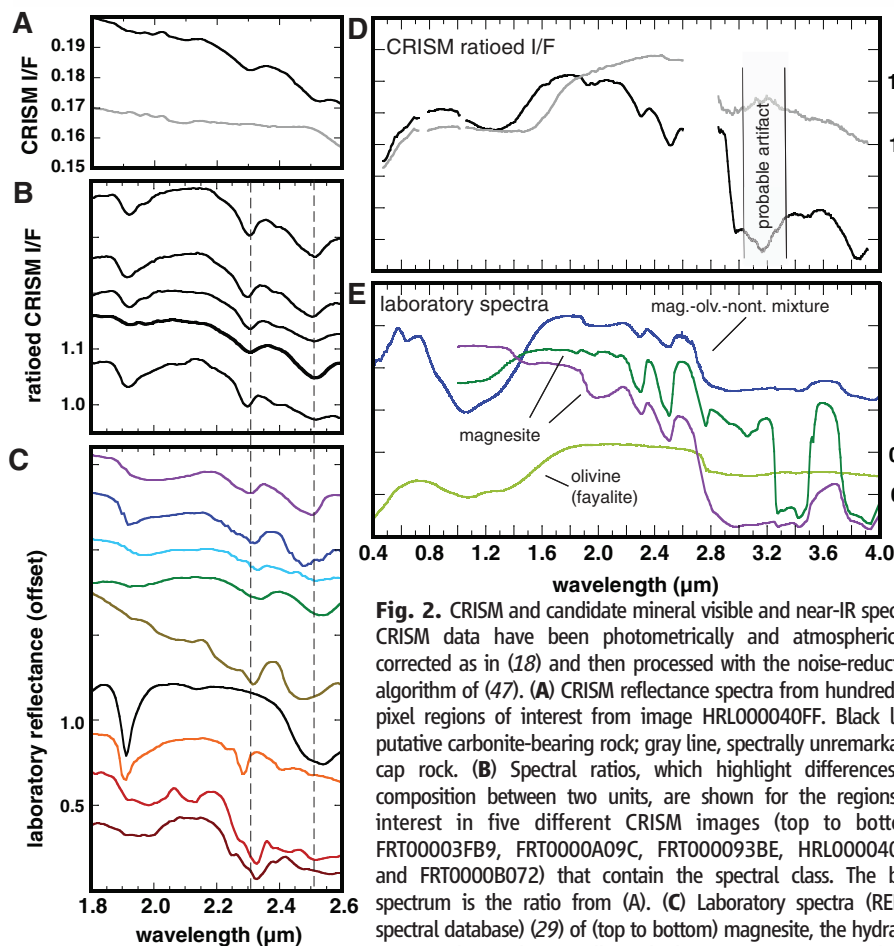 A
0.19
0.18
0.17
0.16
0.15
CRISM I/F
B
1.1
1.0
ratioed CRISM I/F
C
1.0
0.5
laboratory reflectance (offset)
1.8 2.0 2.2 2.4 2.6
wavelength (µm)
D
CRISM ratioed I/F
probable artifact
1
1
E
laboratory spectra
mag.-olv.-nont. mixture
magnesite
olivine
(fayalite)
0
0
0.4 0.8 1.2 1.6 2.0 2.4 2.8 3.2 3.6 4.0
wavelength (µm)
Fig. 2. CRISM and candidate mineral visible and near-IR spec
CRISM data have been photometrically and atmospheric
corrected as in (18) and then processed with the noise-reduct
algorithm of (47). (A) CRISM reflectance spectra from hundred
pixel regions of interest from image HRL000040FF. Black l
putative carbonite-bearing rock; gray line, spectrally unremarka
cap rock. (B) Spectral ratios, which highlight differences
composition between two units, are shown for the regions
interest in five different CRISM images (top to botto
FRT00003FB9, FRT0000A09C, FRT000093BE, HRL000040
and FRT0000B072) that contain the spectral class. The b
spectrum is the ratio from (A). (C) Laboratory spectra (RE
spectral database) (29) of (top to bottom) magnesite, the hydra